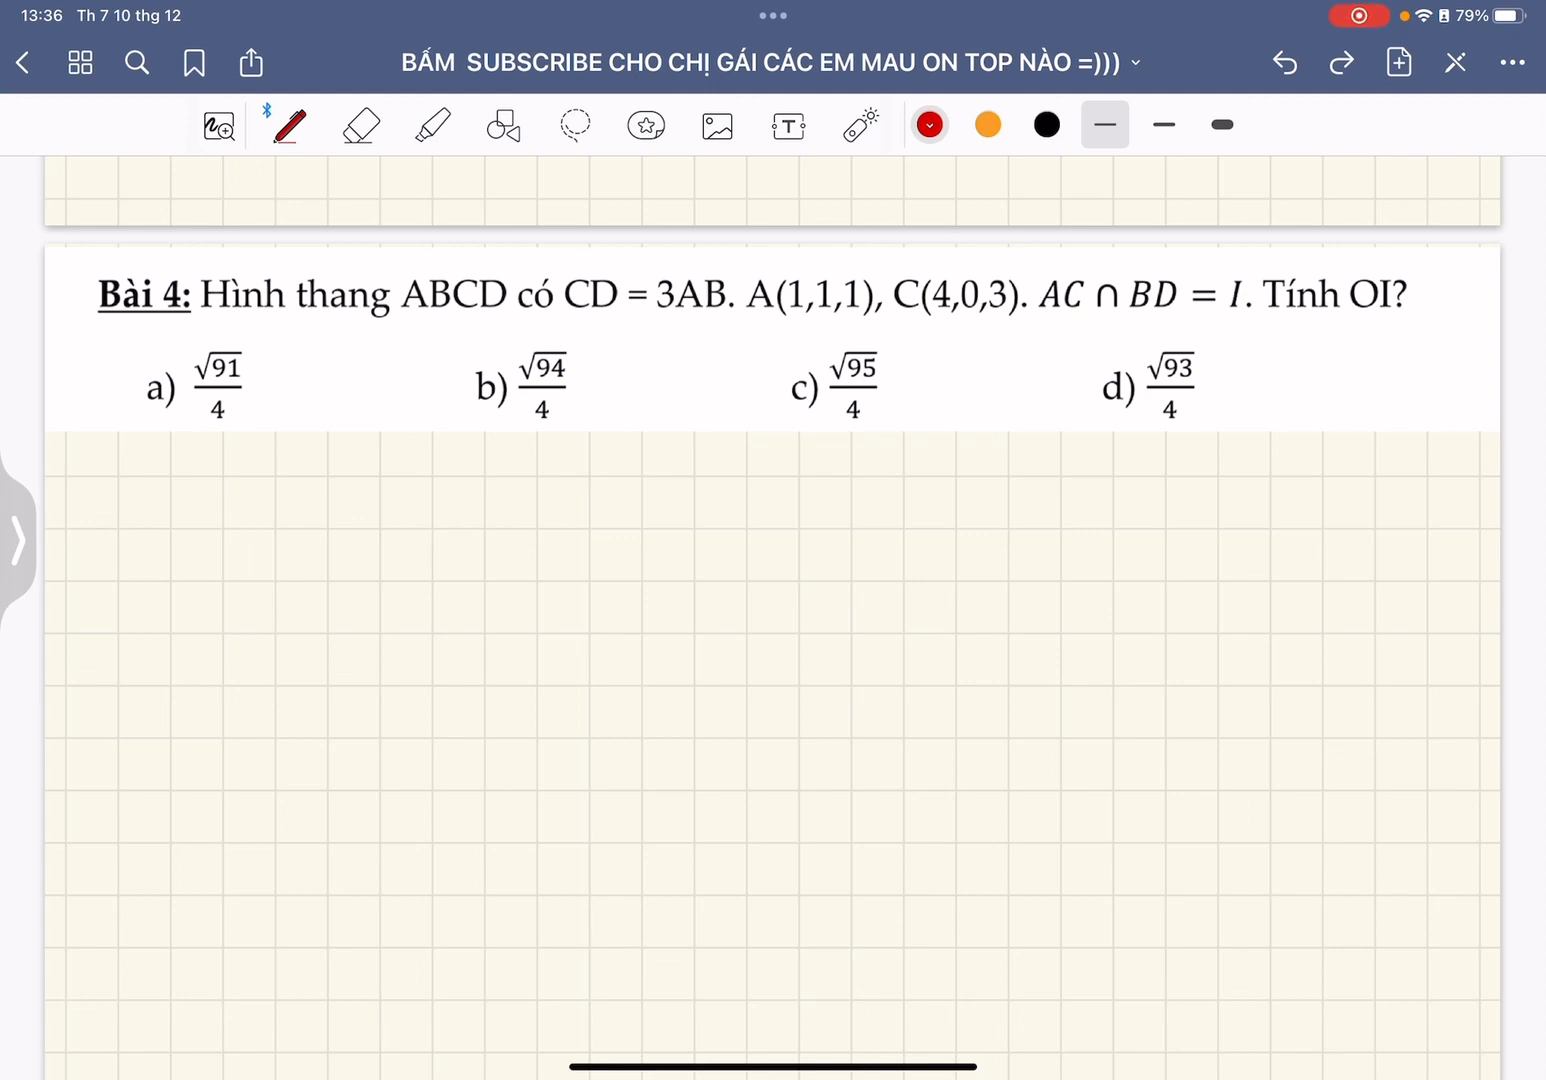 13:36 Th 7 10 thg 12
79%
BẤM SUBSCRIBE CHO CHỊ GÁI CÁC EM MAU ON TOP NÀO =)))
T
Bài 4: Hình thang ABCD có CD = 3AB. A(1,1,1), C(4,0,3). AC ∩ BD = I. Tính OI?
a) √91/4 b) √94/4 c) √95/4 d) √93/4